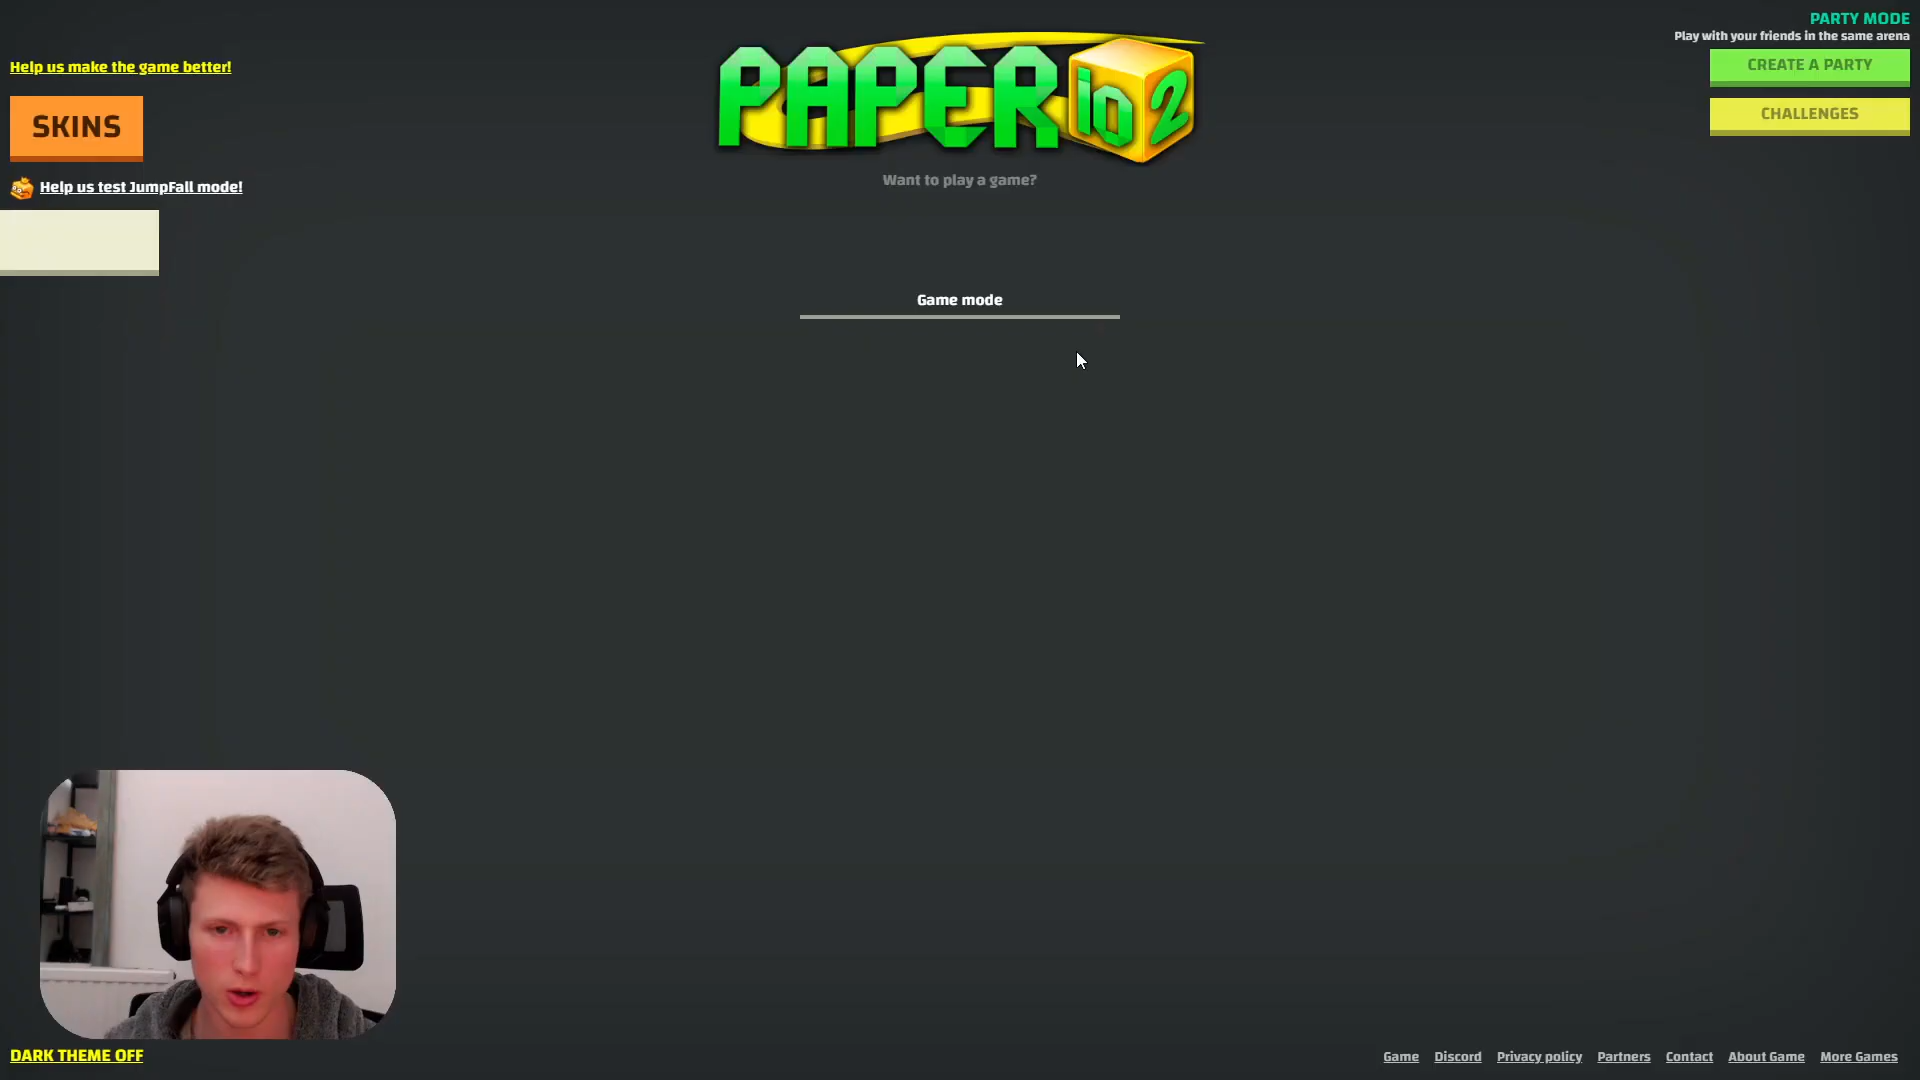 Help us make the game better!
SKINS
Help us test JumpFall mode!
PAPER io 2
Want to play a game?
PARTY MODE
Play with your friends in the same arena
CREATE A PARTY
CHALLENGES
Game mode
DARK THEME OFF
Game Discord Privacy policy Partners Contact About Game More Games